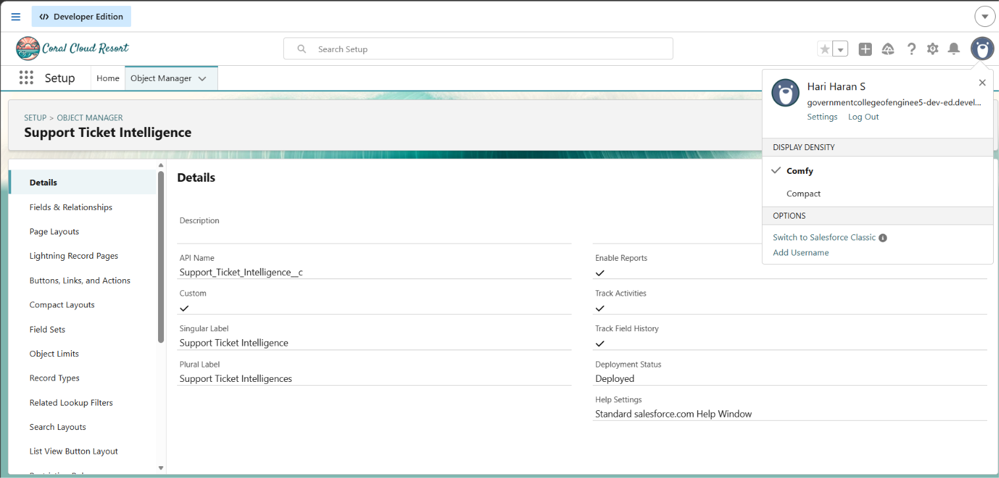 Developer Edition
Coral Cloud Resort
Search Setup
Setup
Home
Object Manager
Hari Haran S
governmentcollegeofenginee5-dev-ed.devel...
Settings Log Out
DISPLAY DENSITY
Comfy
Compact
OPTIONS
Switch to Salesforce Classic
Add Username
SETUP > OBJECT MANAGER
Support Ticket Intelligence
Details
Fields & Relationships
Page Layouts
Lightning Record Pages
Buttons, Links, and Actions
Compact Layouts
Field Sets
Object Limits
Record Types
Related Lookup Filters
Search Layouts
List View Button Layout
Details
Description
API Name
Support_Ticket_Intelligence__c
Custom
Singular Label
Support Ticket Intelligence
Plural Label
Support Ticket Intelligences
Enable Reports
Track Activities
Track Field History
Deployment Status
Deployed
Help Settings
Standard salesforce.com Help Window